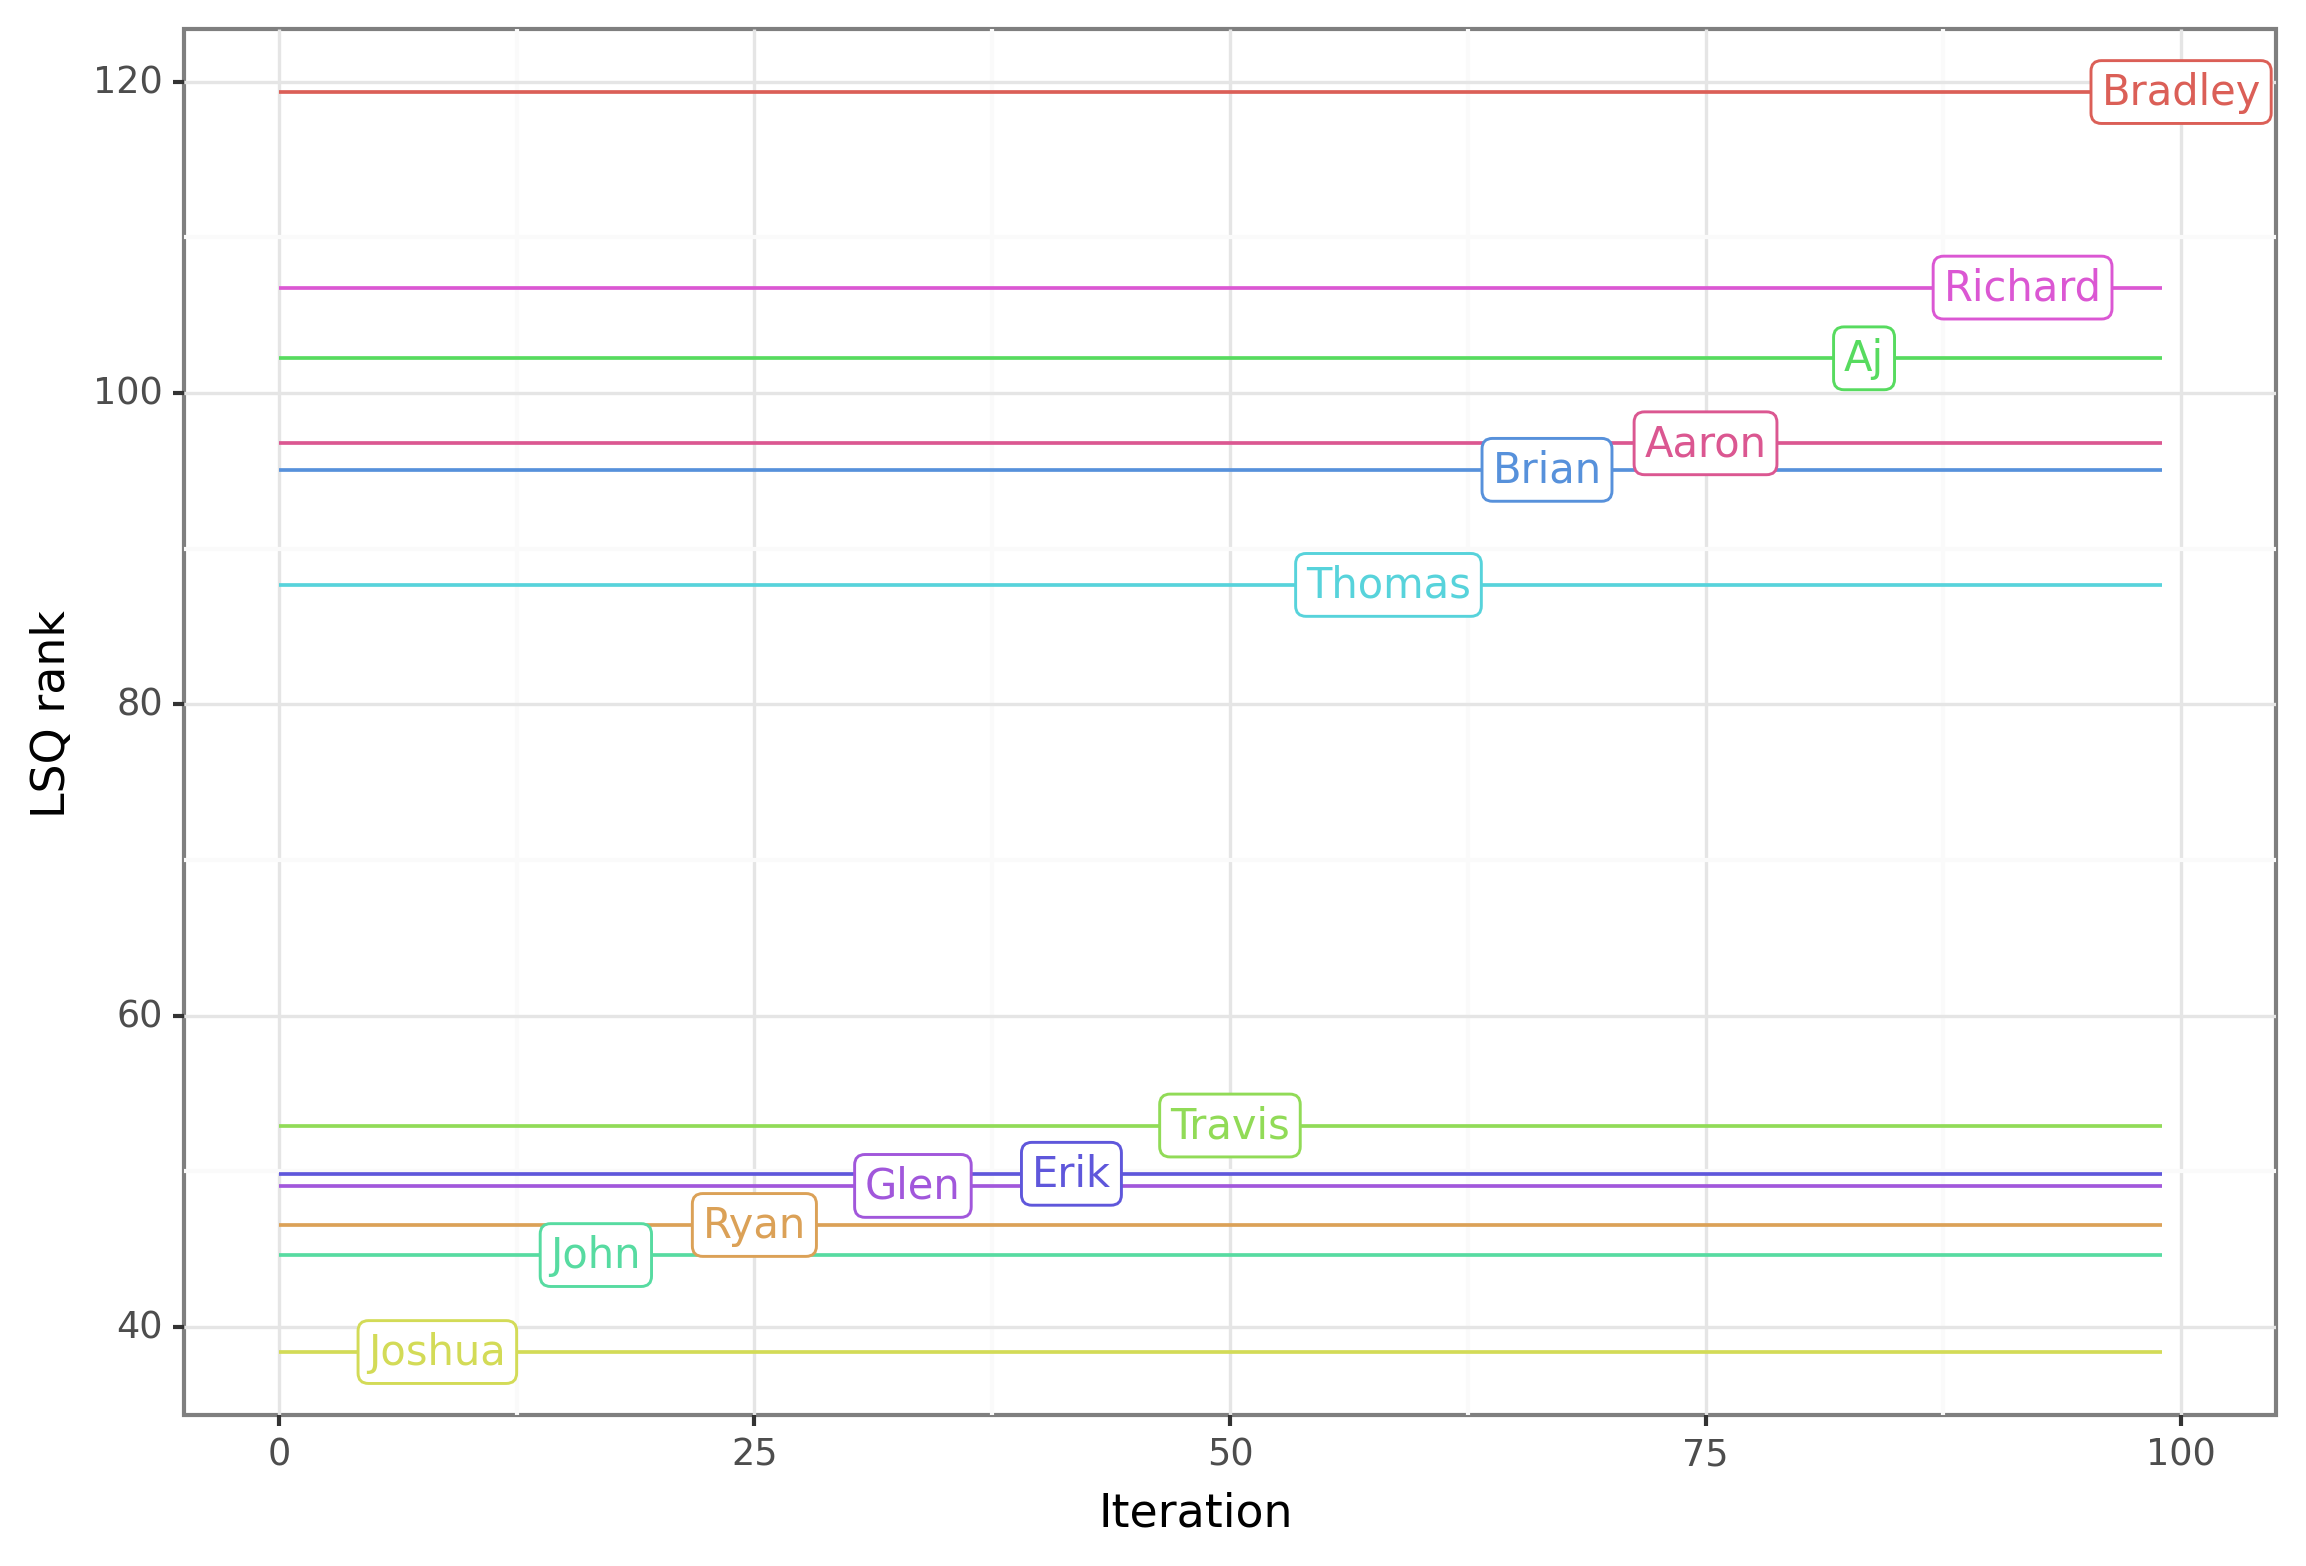 120
Bradley
Richard
Aj
100
Aaron
Brian
Thomas
80
LSQ rank
60
Travis
Erik
Glen
Ryan
John
40
Joshua
0 25 50 75 100
Iteration